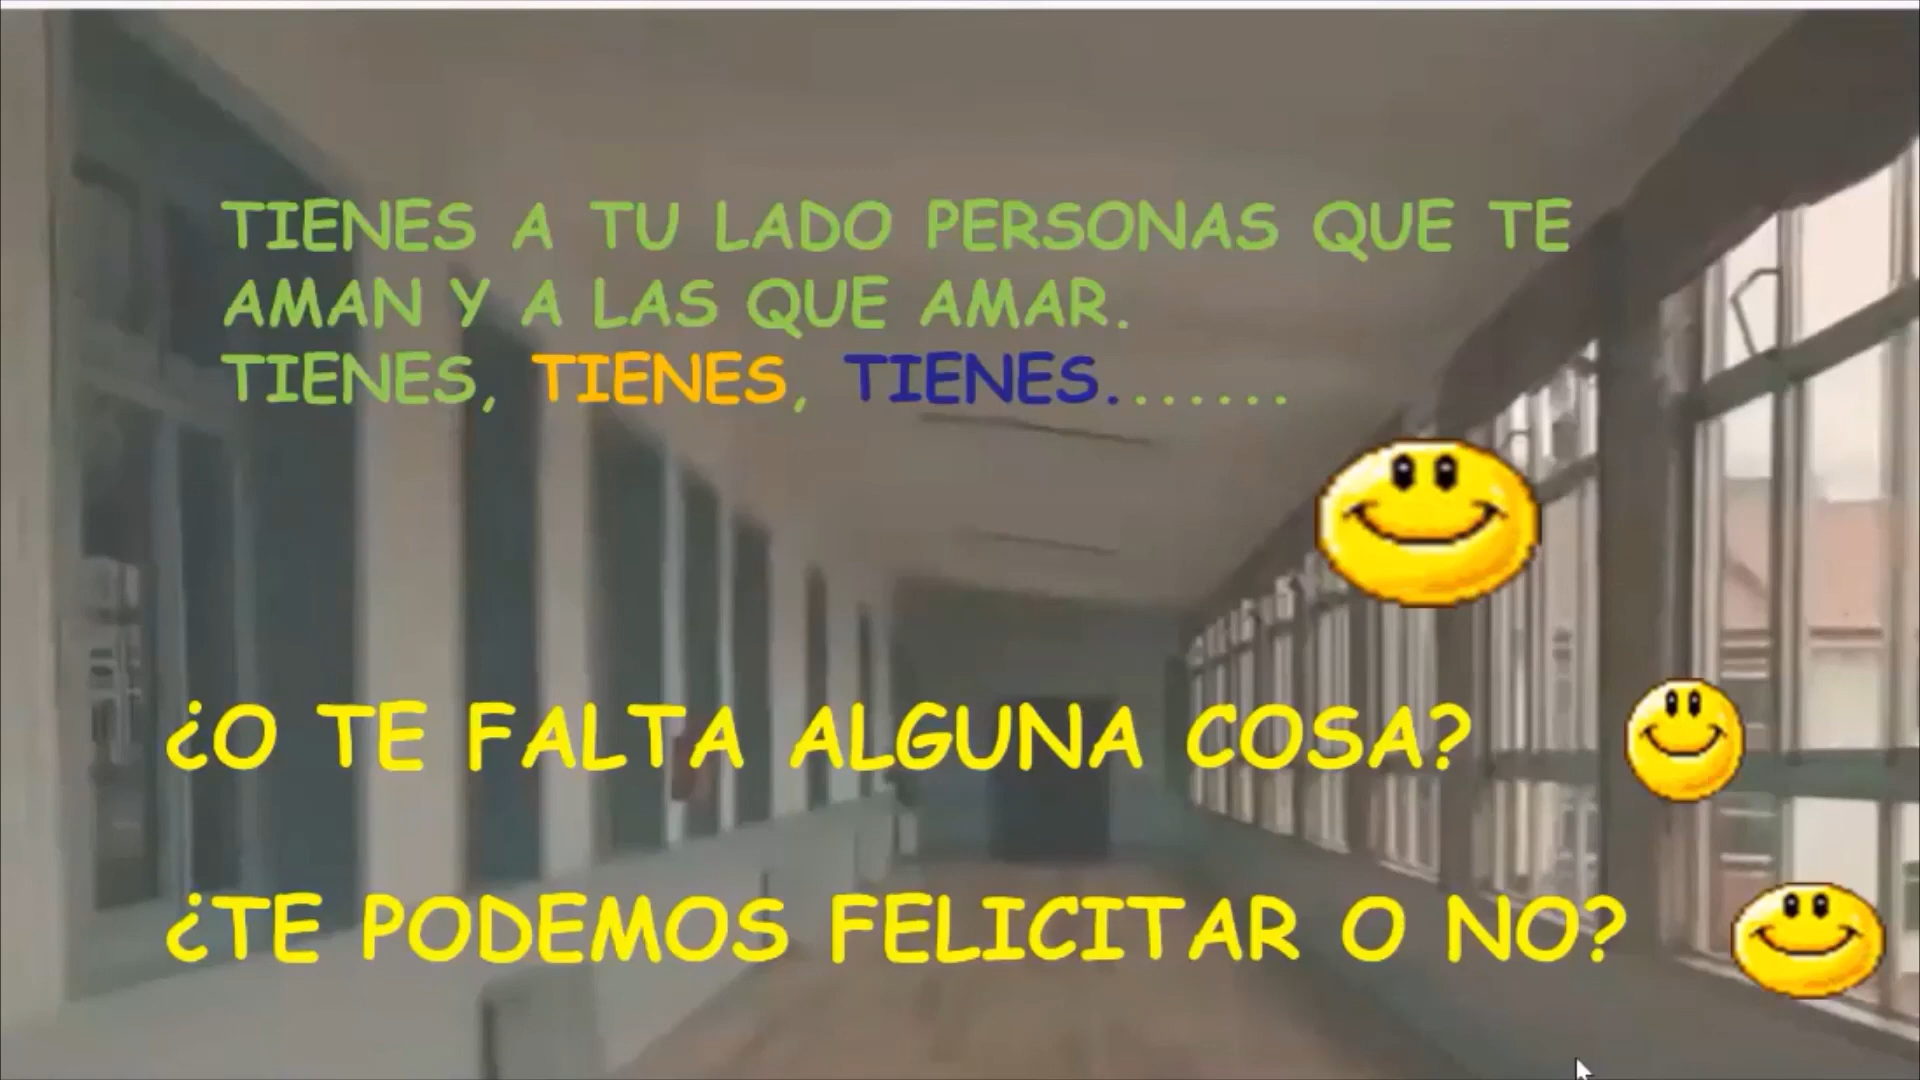 TIENES A TU LADO PERSONAS QUE TE
AMAN Y A LAS QUE AMAR.
TIENES, TIENES, TIENES.......
¿O TE FALTA ALGUNA COSA?
¿TE PODEMOS FELICITAR O NO?